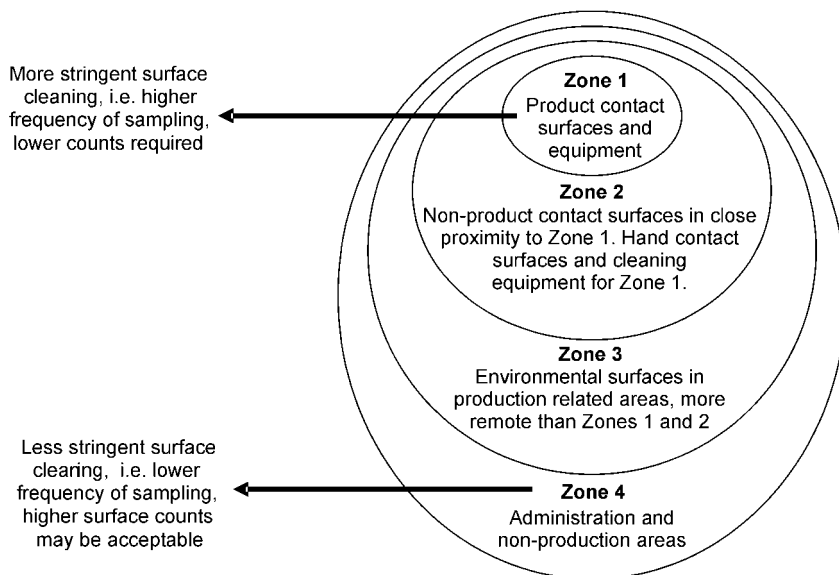 More stringent surface
cleaning, i.e. higher
frequency of sampling,
lower counts required
Zone 1
Product contact
surfaces and
equipment
Zone 2
Non-product contact surfaces in close
proximity to Zone 1. Hand contact
surfaces and cleaning
equipment for Zone 1.
Zone 3
Environmental surfaces in
production related areas, more
remote than Zones 1 and 2
Less stringent surface
clearing, i.e. lower
frequency of sampling,
higher surface counts
may be acceptable
Zone 4
Administration and
non-production areas